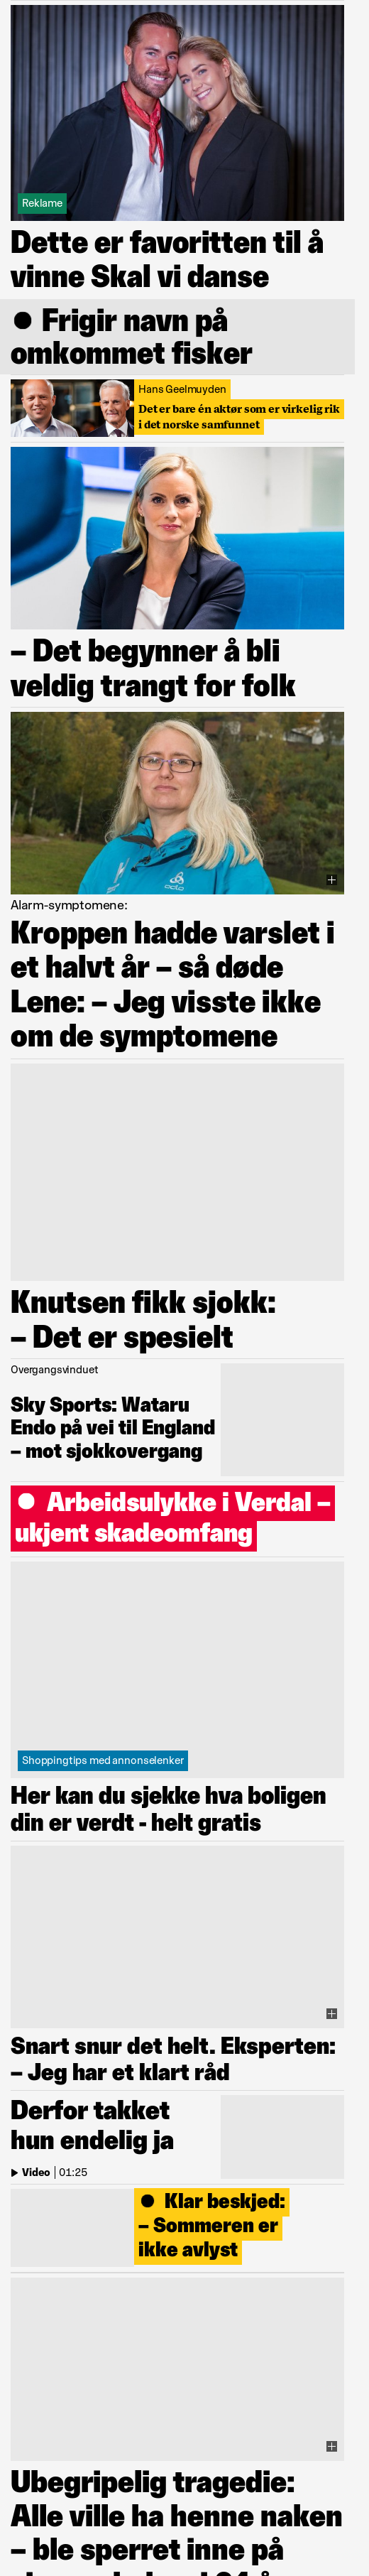 Reklame
Dette er favoritten til å
vinne Skal vi danse
● Frigir navn på
omkommet fisker
Hans Geelmuyden
Det er bare én aktør som er virkelig rik
i det norske samfunnet
– Det begynner å bli
veldig trangt for folk
Alarm-symptomene:
Kroppen hadde varslet i
et halvt år – så døde
Lene: – Jeg visste ikke
om de symptomene
Knutsen fikk sjokk:
– Det er spesielt
Overgangsvinduet
Sky Sports: Wataru
Endo på vei til England
– mot sjokkovergang
● Arbeidsulykke i Verdal –
ukjent skadeomfang
Shoppingtips med annonselenker
Her kan du sjekke hva boligen
din er verdt - helt gratis
Snart snur det helt. Eksperten:
– Jeg har et klart råd
Derfor takket
hun endelig ja
Video | 01:25
● Klar beskjed:
– Sommeren er
ikke avlyst
Ubegripelig tragedie:
Alle ville ha henne naken
– ble sperret inne på